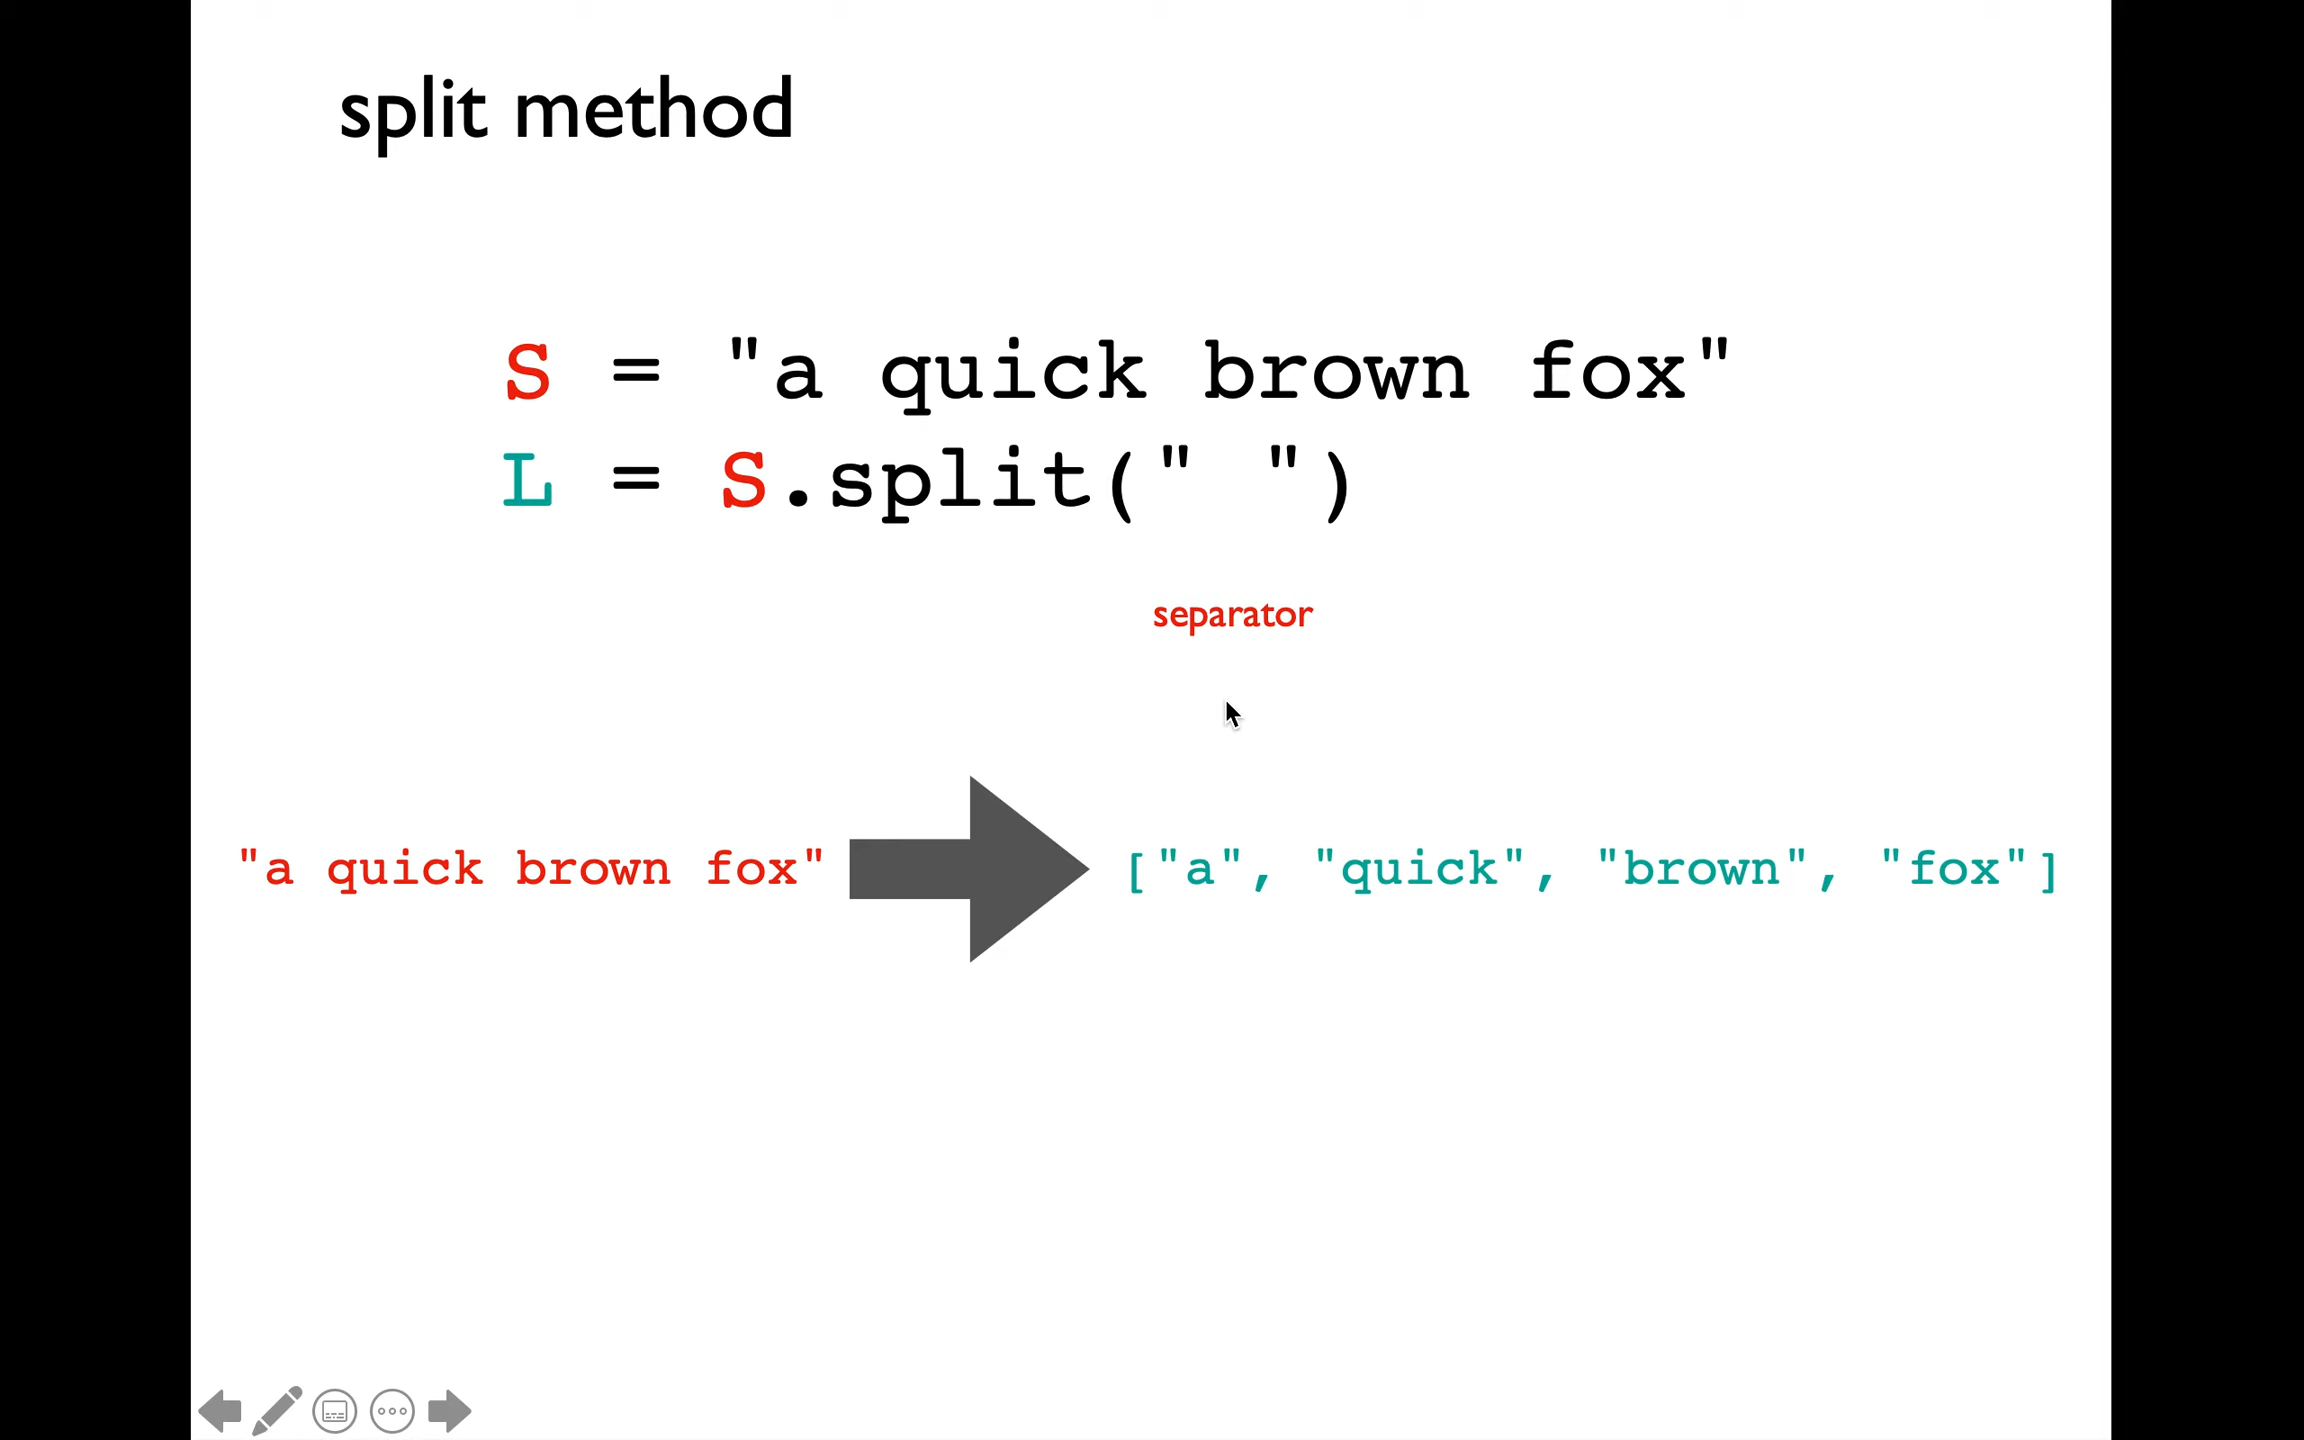 split method
S = "a quick brown fox"
L = S.split(" ")
separator
"a quick brown fox" ["a", "quick", "brown", "fox"]